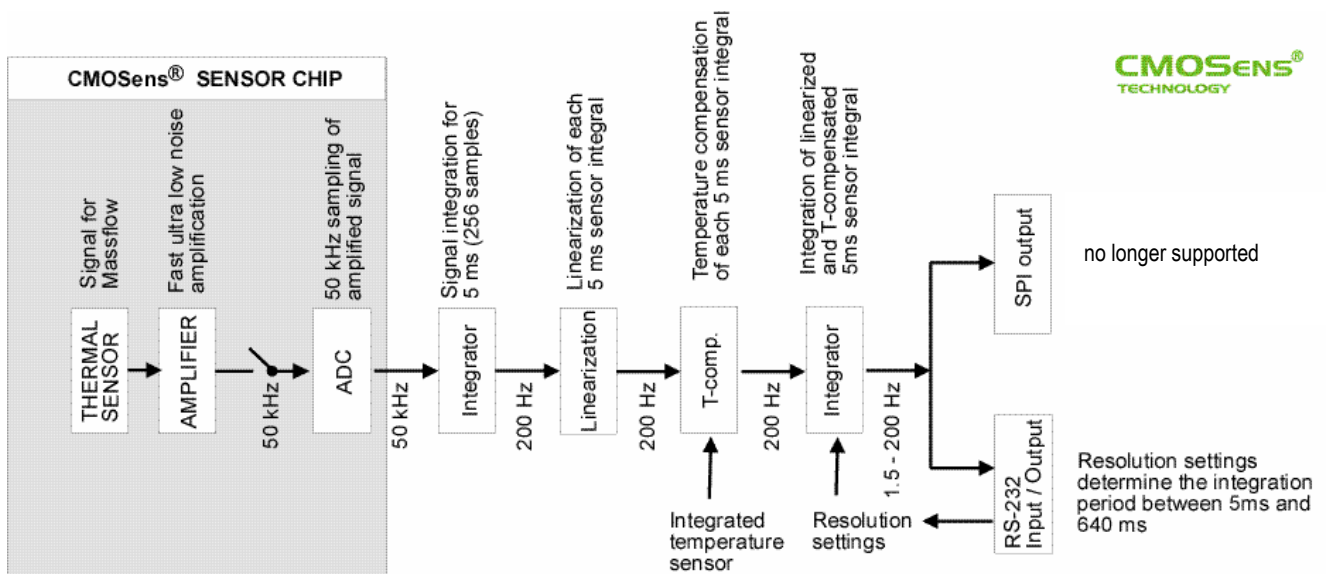 CMOSens® SENSOR CHIP
CMOSENS®
TECHNOLOGY
Signal for
Massflow
Fast ultra low noise
amplification
50 kHz sampling of
amplified signal
Signal integration for
5 ms (256 samples)
Linearization of each
5 ms sensor integral
Temperature compensation
of each 5 ms sensor integral
Integration of linearized
and T-compensated
5ms sensor integral
THERMAL
SENSOR
AMPLIFIER
50 kHz
ADC
50 kHz
Integrator
200 Hz
Linearization
200 Hz
T-comp.
200 Hz
Integrator
1.5 - 200 Hz
SPI output
no longer supported
RS-232
Input / Output
Resolution settings
determine the integration
period between 5ms and
640 ms
Integrated
temperature
sensor
Resolution
settings